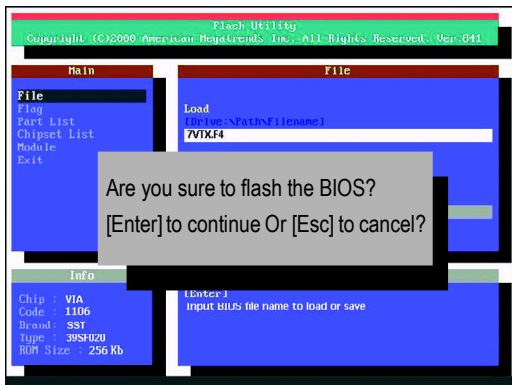 Flash Utility
Copyright (C)2000 American Megatrends Inc. All Rights Reserved. Ver.841
Main
File
Flag
Part List
Chipset List
Module
Exit
File
Load
[Drive:\Path\Filename]
7VTX.F4
Are you sure to flash the BIOS?
[Enter] to continue Or [Esc] to cancel?
Info
Chip : VIA
Code : 1106
Brand: SST
Type : 39SF020
ROM Size : 256 Kb
[Enter]
Input BIOS file name to load or save